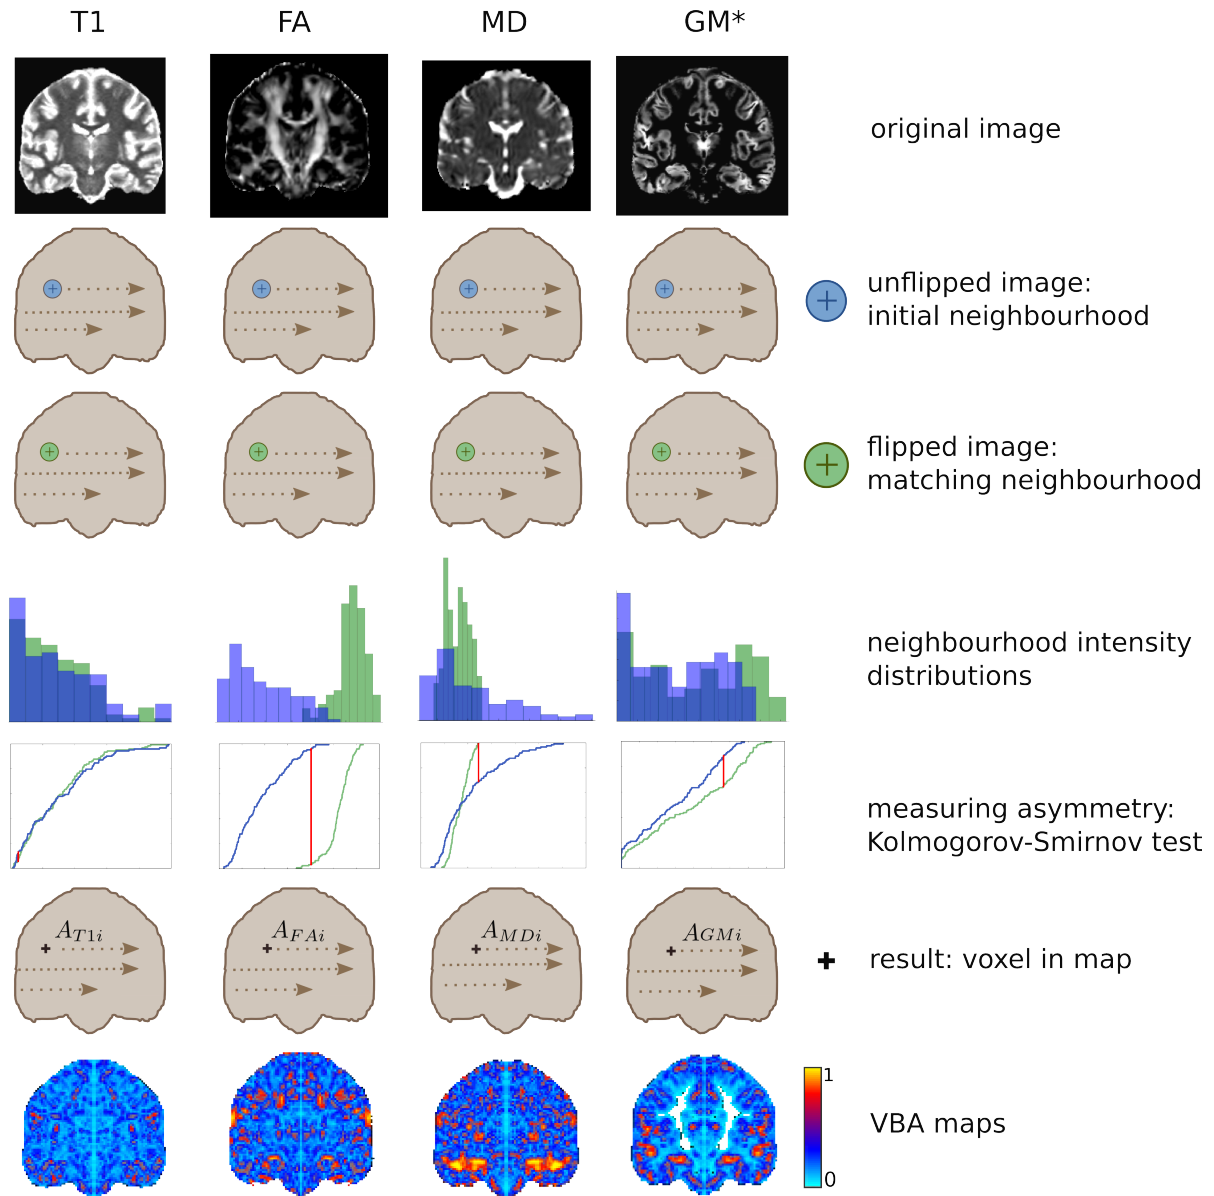 T1 FA MD GM*
original image
unflipped image:
initial neighbourhood
flipped image:
matching neighbourhood
neighbourhood intensity
distributions
measuring asymmetry:
Kolmogorov-Smirnov test
A_{T1i} A_{FAi} A_{MDi} A_{GMi}
result: voxel in map
1
VBA maps
0